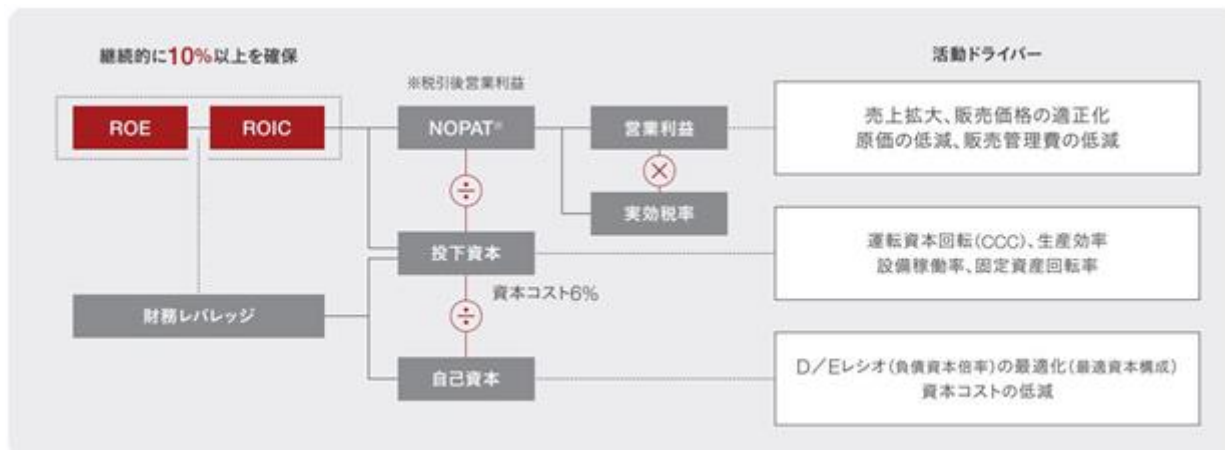 継続的に10%以上を確保
活動ドライバー
※税引後営業利益
ROE
ROIC
NOPAT※
営業利益
売上拡大、販売価格の適正化
原価の低減、販売管理費の低減
÷
×
実効税率
投下資本
運転資本回転(CCC)、生産効率
設備稼働率、固定資産回転率
資本コスト6%
財務レバレッジ
÷
自己資本
D/Eレシオ(負債資本倍率)の最適化(最適資本構成)
資本コストの低減